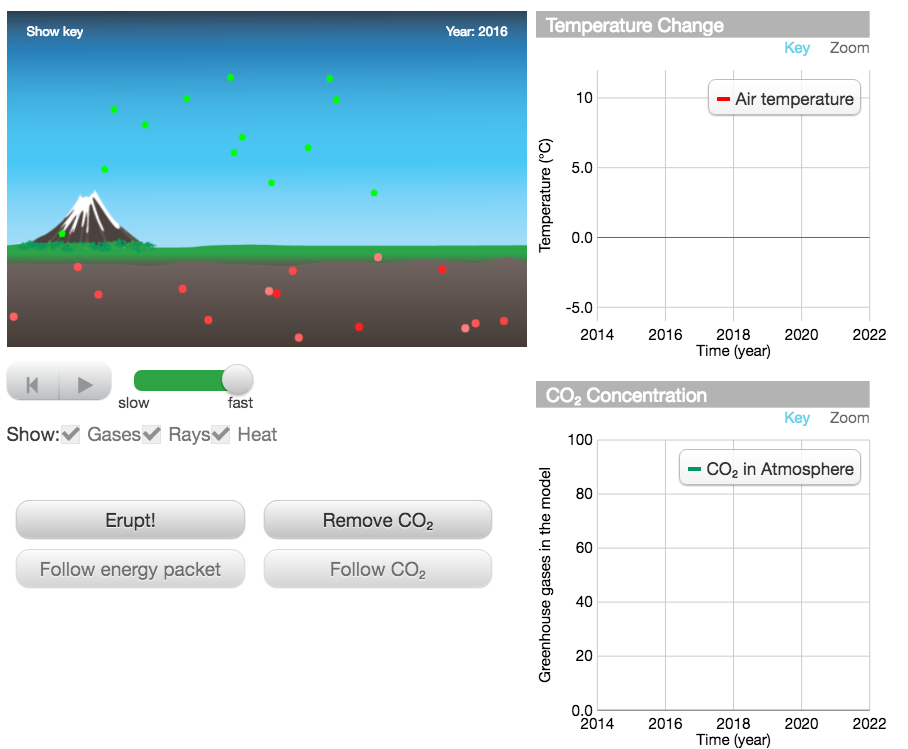 Show key
Year: 2016
slow
fast
Show: Gases Rays Heat
Erupt!
Remove CO₂
Follow energy packet
Follow CO₂
Temperature Change
Key Zoom
Air temperature
Temperature (°C)
10
5.0
0.0
-5.0
2014 2016 2018 2020 2022
Time (year)
CO₂ Concentration
Key Zoom
CO₂ in Atmosphere
Greenhouse gases in the model
100
80
60
40
20
0.0
2014 2016 2018 2020 2022
Time (year)